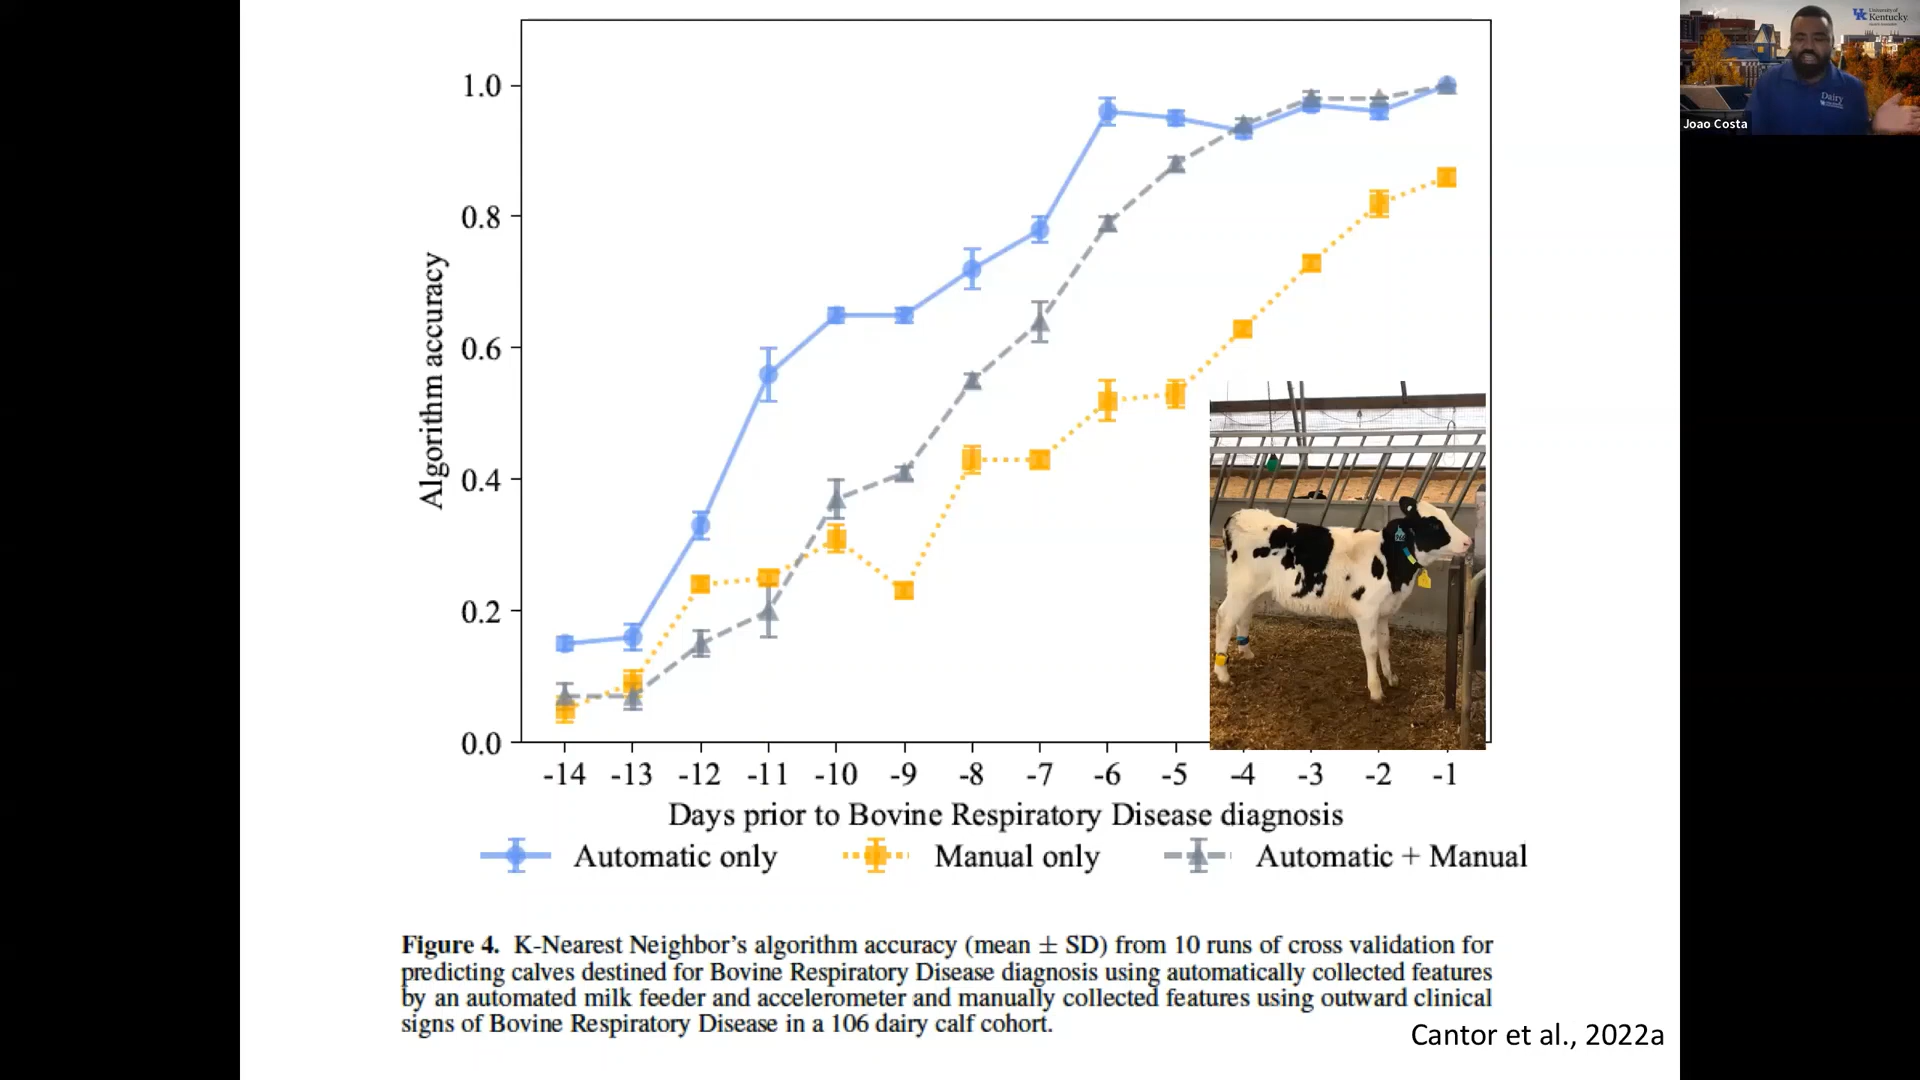 1.0
0.8
0.6
0.4
0.2
0.0
Algorithm accuracy
-14 -13 -12 -11 -10 -9 -8 -7 -6 -5 -4 -3 -2 -1
Days prior to Bovine Respiratory Disease diagnosis
Automatic only Manual only Automatic + Manual
Figure 4. K-Nearest Neighbor’s algorithm accuracy (mean ± SD) from 10 runs of cross validation for
predicting calves destined for Bovine Respiratory Disease diagnosis using automatically collected features
by an automated milk feeder and accelerometer and manually collected features using outward clinical
signs of Bovine Respiratory Disease in a 106 dairy calf cohort.
Cantor et al., 2022a
University of
Kentucky
Dairy
Joao Costa